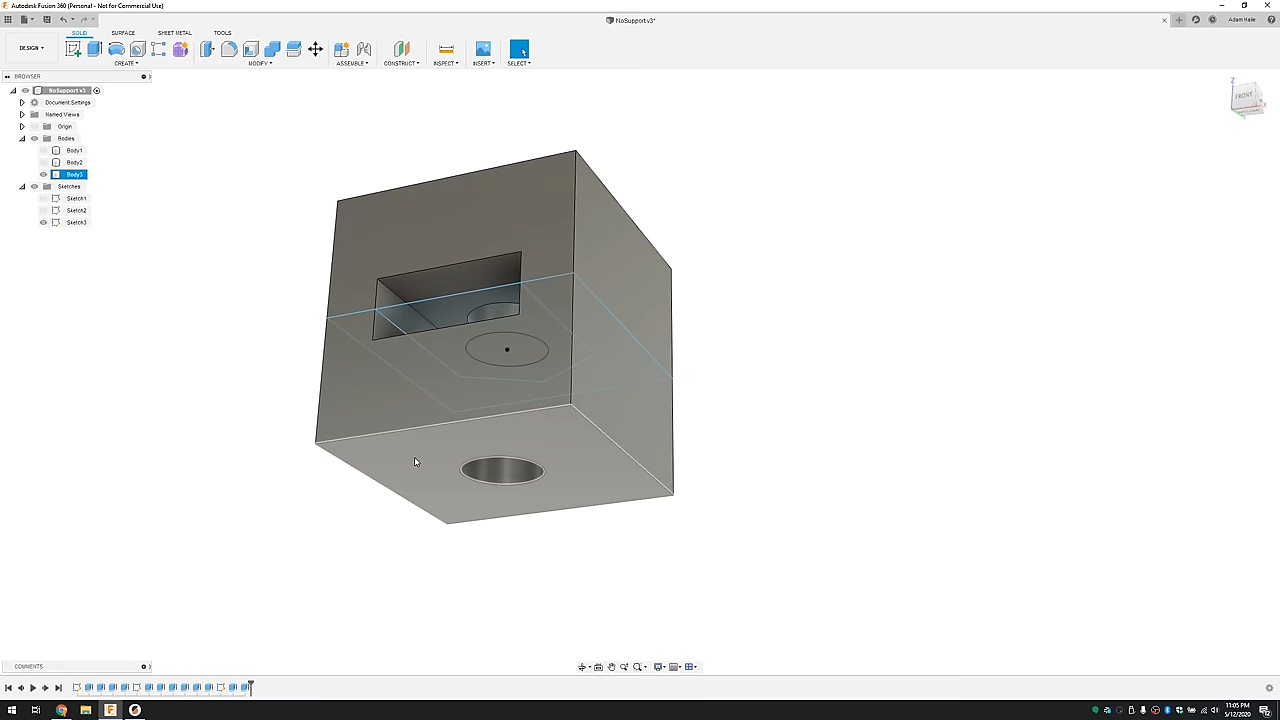 Autodesk Fusion 360 (Personal - Not for Commercial Use)
NoSupport v3*
Adam Haile
DESIGN
SOLID
SURFACE
SHEET METAL
TOOLS
CREATE
MODIFY
ASSEMBLE
CONSTRUCT
INSPECT
INSERT
SELECT
BROWSER
NoSupport v3
Document Settings
Named Views
Origin
Bodies
Body1
Body2
Body3
Sketches
Sketch1
Sketch2
Sketch3
Z
FRONT
X
COMMENTS
11:05 PM
5/12/2020